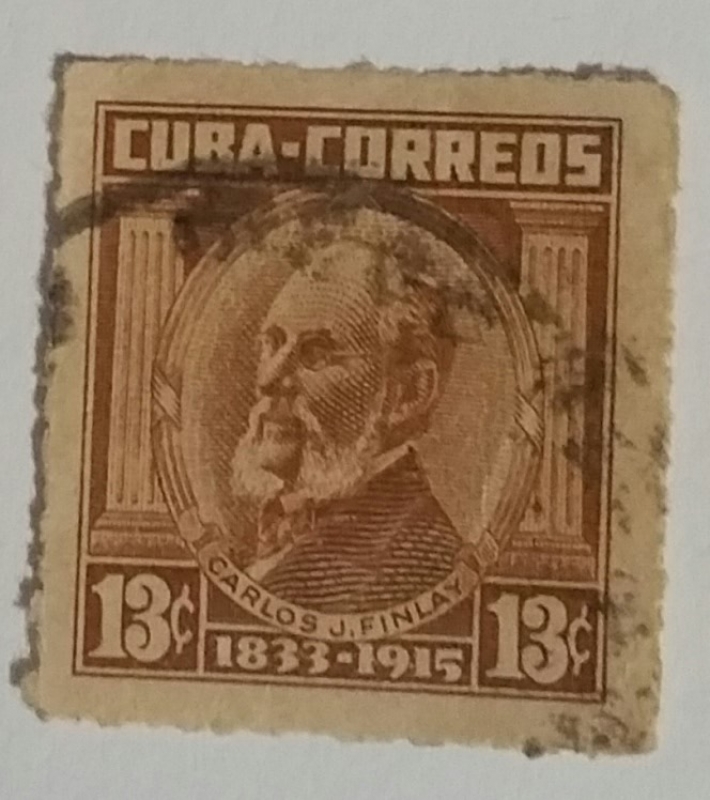 CUBA-CORREOS
CARLOS J. FINLAY
13¢ 1833-1915 13¢